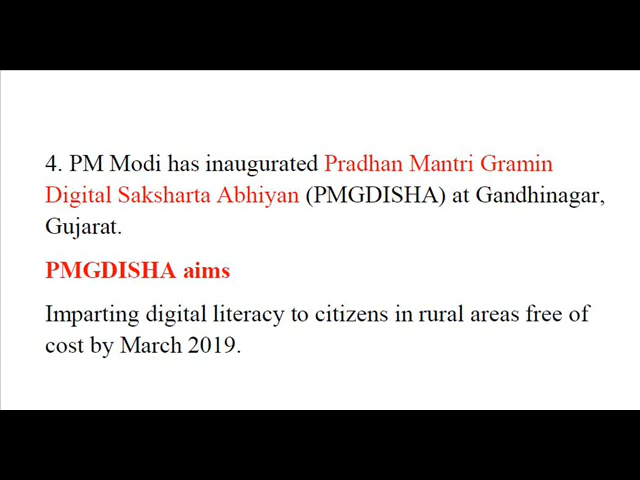 4. PM Modi has inaugurated Pradhan Mantri Gramin
Digital Saksharta Abhiyan (PMGDISHA) at Gandhinagar,
Gujarat.
PMGDISHA aims
Imparting digital literacy to citizens in rural areas free of
cost by March 2019.